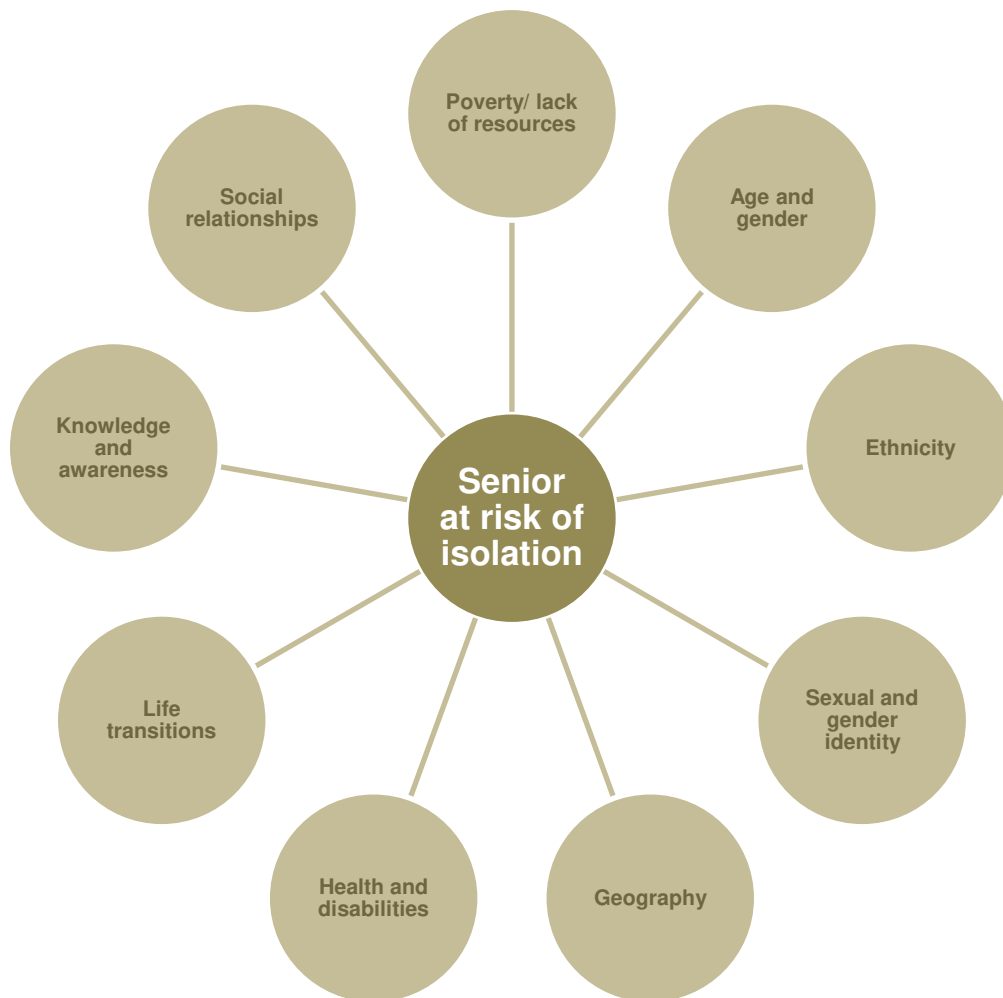 Poverty/ lack
of resources
Age and
gender
Ethnicity
Sexual and
gender
identity
Geography
Health and
disabilities
Life
transitions
Knowledge
and
awareness
Social
relationships
Senior
at risk of
isolation